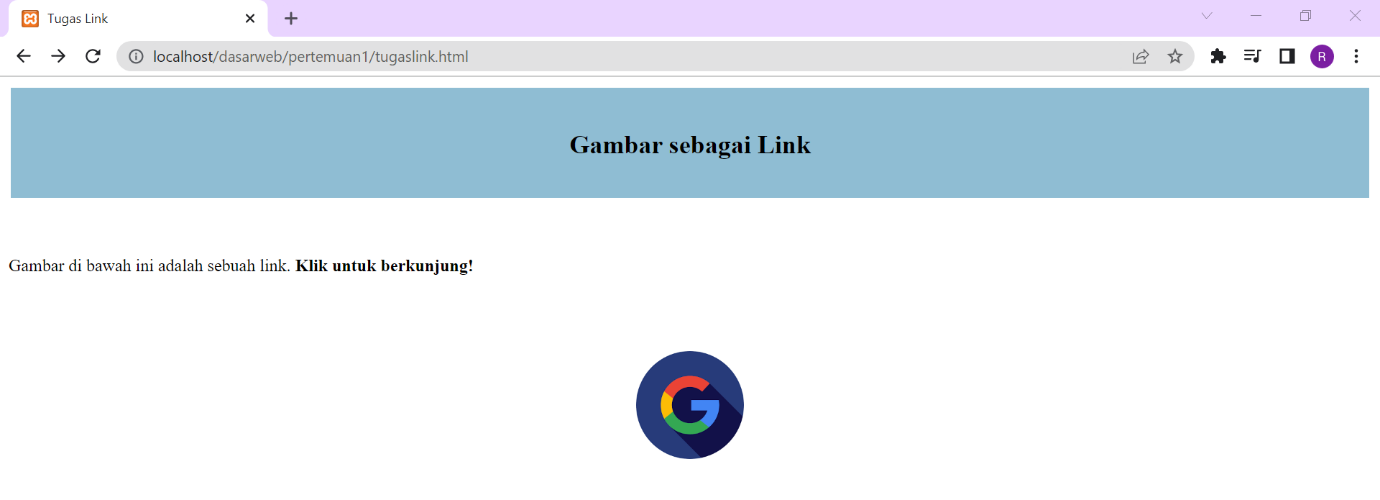 Tugas Link
localhost/dasarweb/pertemuan1/tugaslink.html
R
Gambar sebagai Link
Gambar di bawah ini adalah sebuah link. Klik untuk berkunjung!
G